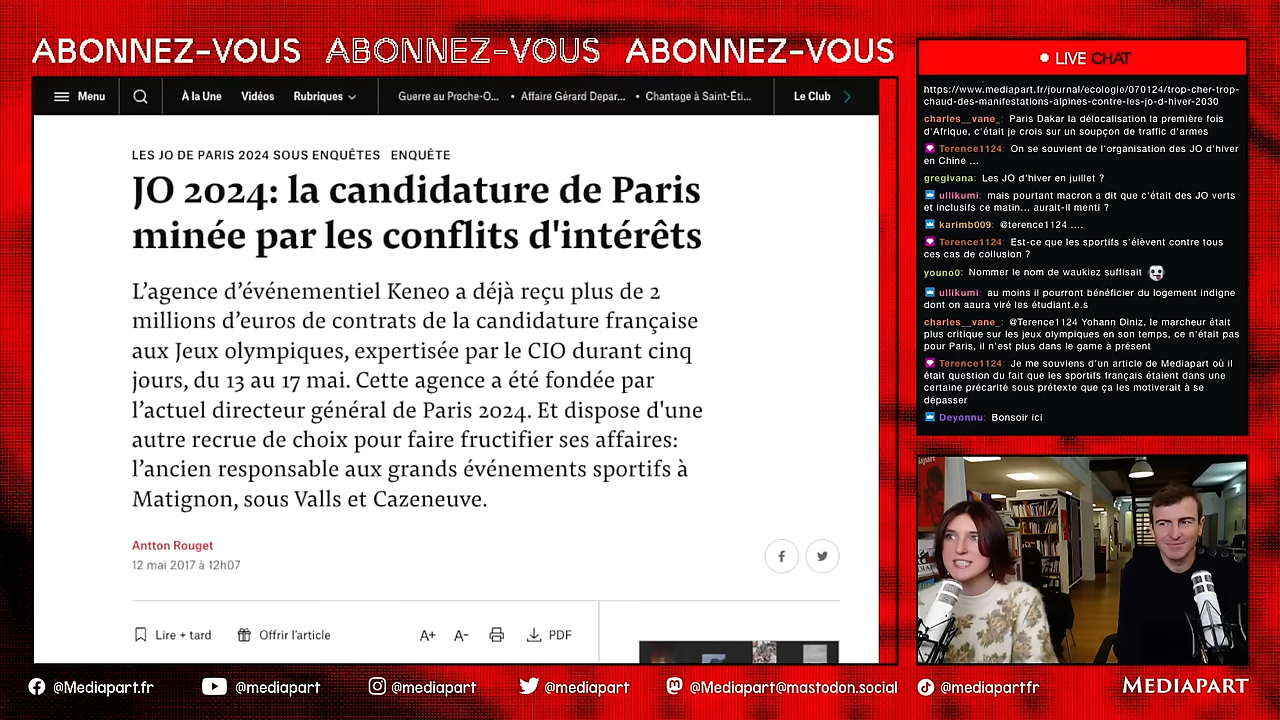 ABONNEZ-VOUS ABONNEZ-VOUS ABONNEZ-VOUS
Menu À la Une Vidéos Rubriques Guerre au Proche-O... • Affaire Gérard Depar... • Chantage à Saint-Éti... Le Club
LES JO DE PARIS 2024 SOUS ENQUÊTES ENQUÊTE
JO 2024: la candidature de Paris
minée par les conflits d'intérêts
L’agence d’événementiel Keneo a déjà reçu plus de 2
millions d’euros de contrats de la candidature française
aux Jeux olympiques, expertisée par le CIO durant cinq
jours, du 13 au 17 mai. Cette agence a été fondée par
l’actuel directeur général de Paris 2024. Et dispose d'une
autre recrue de choix pour faire fructifier ses affaires:
l’ancien responsable aux grands événements sportifs à
Matignon, sous Valls et Cazeneuve.
Antton Rouget
12 mai 2017 à 12h07
Lire + tard Offrir l’article A+ A- PDF
LIVE CHAT
https://www.mediapart.fr/journal/ecologie/070124/trop-cher-trop-
chaud-des-manifestations-alpines-contre-les-jo-d-hiver-2030
charles__vane_: Paris Dakar la délocalisation la première fois
d’Afrique, c’était je crois sur un soupçon de traffic d’armes
Terence1124: On se souvient de l’organisation des JO d’hiver
en Chine ...
gregivana: Les JO d’hiver en juillet ?
ullikumi: mais pourtant macron a dit que c’était des JO verts
et inclusifs ce matin... aurait-il menti ?
karimb009: @terence1124 ....
Terence1124: Est-ce que les sportifs s’élèvent contre tous
ces cas de collusion ?
youno0: Nommer le nom de waukiez suffisait
ullikumi: au moins il pourront bénéficier du logement indigne
dont on aaura viré les étudiant.e.s
charles__vane_: @Terence1124 Yohann Diniz, le marcheur était
plus critique sur les jeux olympiques en son temps, ce n’était pas
pour Paris, il n’est plus dans le game à présent
Terence1124: Je me souviens d’un article de Mediapart où il
était question du fait que les sportifs français étaient dans une
certaine précarité sous prétexte que ça les motiverait à se
dépasser
Deyonnu: Bonsoir ici
@Mediapart.fr @mediapart @mediapart @mediapart @Mediapart@mastodon.social @mediapartfr MEDIAPART